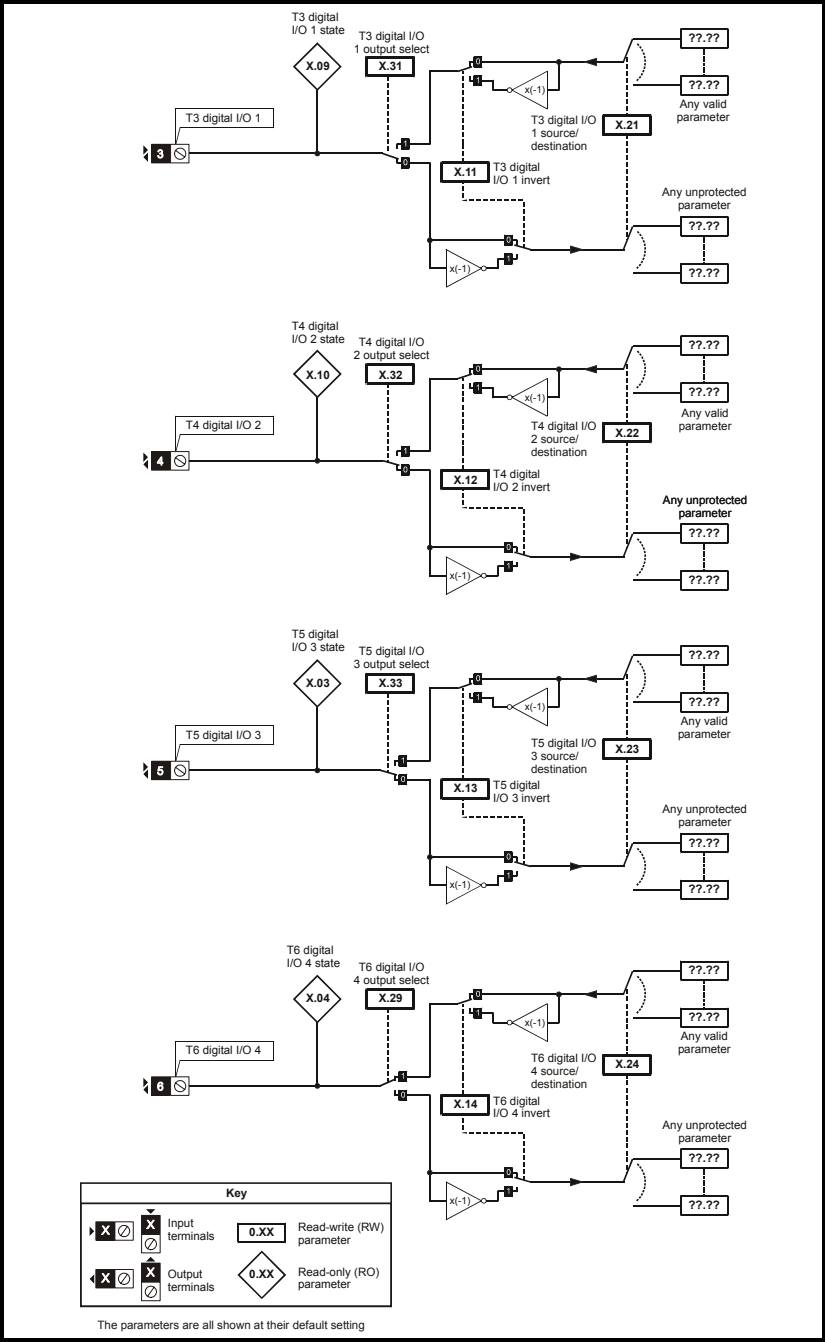 T3 digital
I/O 1 state
X.09
T3 digital I/O
1 output select
X.31
T3 digital I/O 1
3
1
0
0
1
x(-1)
??.??
??.??
Any valid
parameter
T3 digital I/O
1 source/
destination
X.21
X.11
T3 digital
I/O 1 invert
Any unprotected
parameter
0
1
x(-1)
??.??
??.??
T4 digital
I/O 2 state
X.10
T4 digital I/O
2 output select
X.32
T4 digital I/O 2
4
1
0
0
1
x(-1)
??.??
??.??
Any valid
parameter
T4 digital I/O
2 source/
destination
X.22
X.12
T4 digital
I/O 2 invert
Any unprotected
parameter
0
1
x(-1)
??.??
??.??
T5 digital
I/O 3 state
X.03
T5 digital I/O
3 output select
X.33
T5 digital I/O 3
5
1
0
0
1
x(-1)
??.??
??.??
Any valid
parameter
T5 digital I/O
3 source/
destination
X.23
X.13
T5 digital
I/O 3 invert
Any unprotected
parameter
0
1
x(-1)
??.??
??.??
T6 digital
I/O 4 state
X.04
T6 digital I/O
4 output select
X.29
T6 digital I/O 4
6
1
0
0
1
x(-1)
??.??
??.??
Any valid
parameter
T6 digital I/O
4 source/
destination
X.24
X.14
T6 digital
I/O 4 invert
Any unprotected
parameter
0
1
x(-1)
??.??
??.??
Key
X
X
Input
terminals
0.XX
Read-write (RW)
parameter
X
X
Output
terminals
0.XX
Read-only (RO)
parameter
The parameters are all shown at their default setting